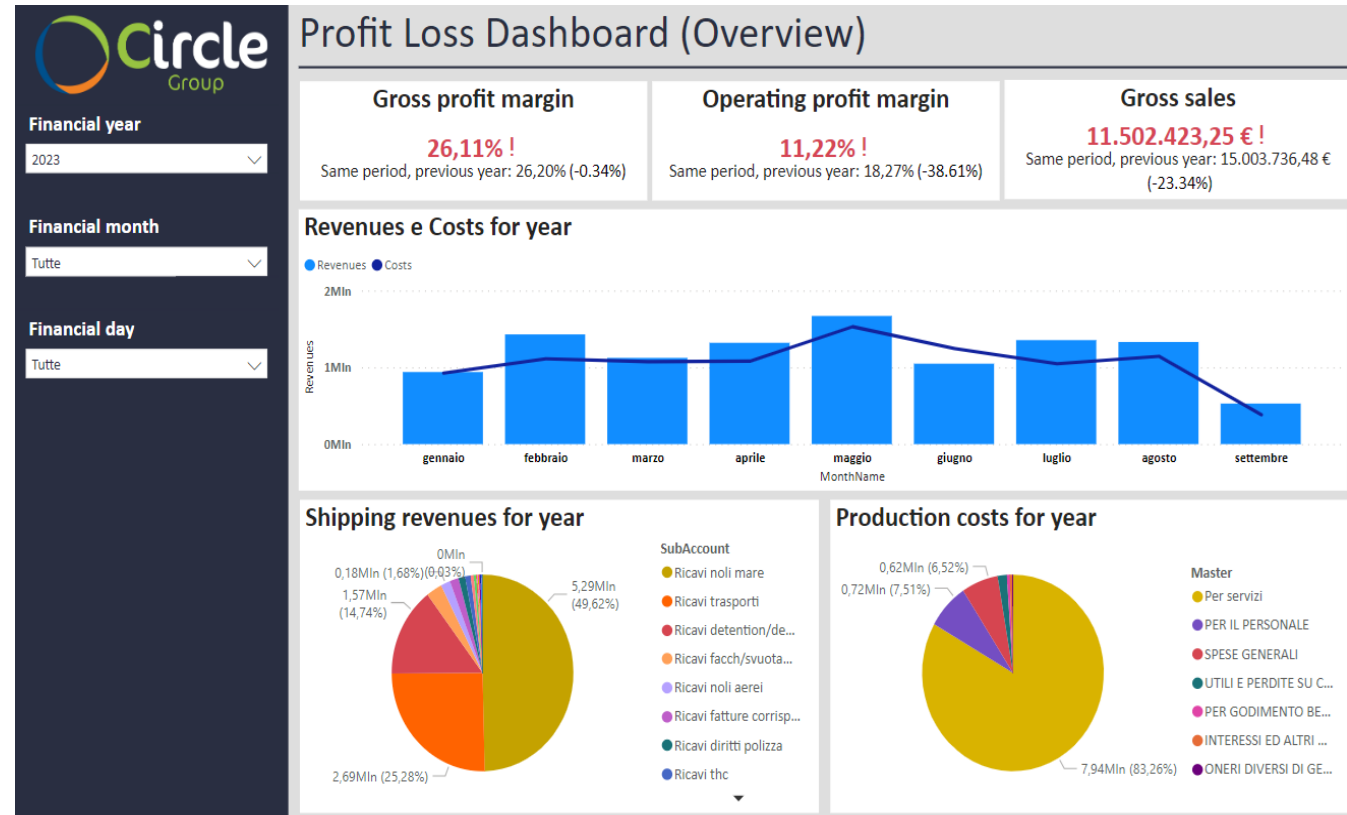 Circle
Group
Profit Loss Dashboard (Overview)
Financial year
2023
Financial month
Tutte
Financial day
Tutte
Gross profit margin
26,11% !
Same period, previous year: 26,20% (-0.34%)
Operating profit margin
11,22% !
Same period, previous year: 18,27% (-38.61%)
Gross sales
11.502.423,25 € !
Same period, previous year: 15.003.736,48 €
(-23.34%)
Revenues e Costs for year
Revenues Costs
2Mln
1Mln
0Mln
Revenues
gennaio febbraio marzo aprile maggio giugno luglio agosto settembre
MonthName
Shipping revenues for year
0Mln
(0,03%)
0,18Mln (1,68%)
1,57Mln
(14,74%)
5,29Mln
(49,62%)
2,69Mln (25,28%)
SubAccount
Ricavi noli mare
Ricavi trasporti
Ricavi detention/de...
Ricavi facch/svuota...
Ricavi noli aerei
Ricavi fatture corrisp...
Ricavi diritti polizza
Ricavi thc
Production costs for year
0,62Mln (6,52%)
0,72Mln (7,51%)
7,94Mln (83,26%)
Master
Per servizi
PER IL PERSONALE
SPESE GENERALI
UTILI E PERDITE SU C...
PER GODIMENTO BE...
INTERESSI ED ALTRI ...
ONERI DIVERSI DI GE...